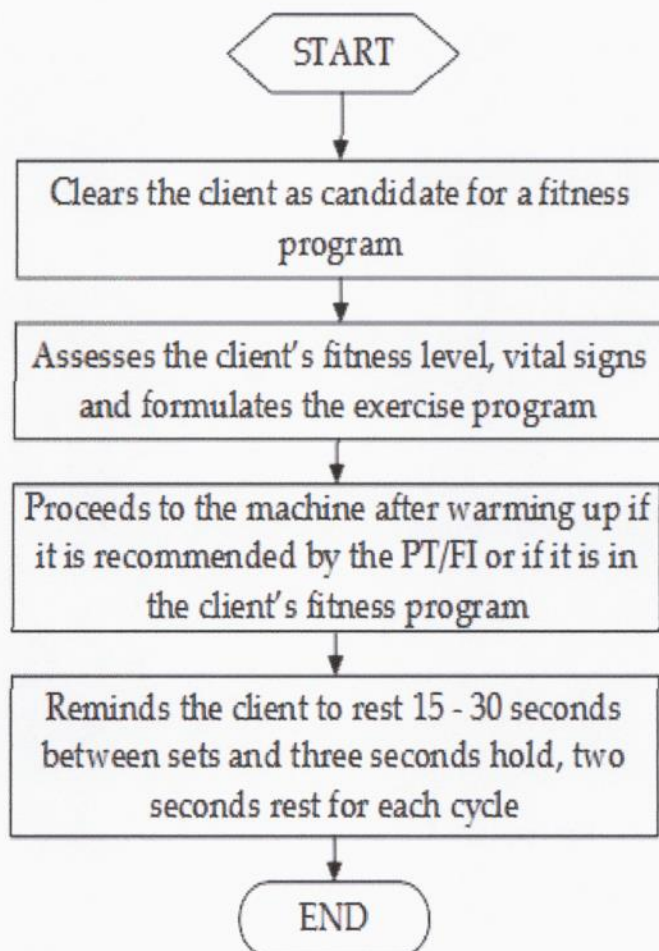 START
Clears the client as candidate for a fitness
program
Assesses the client's fitness level, vital signs
and formulates the exercise program
Proceeds to the machine after warming up if
it is recommended by the PT/FI or if it is in
the client's fitness program
Reminds the client to rest 15 - 30 seconds
between sets and three seconds hold, two
seconds rest for each cycle
END